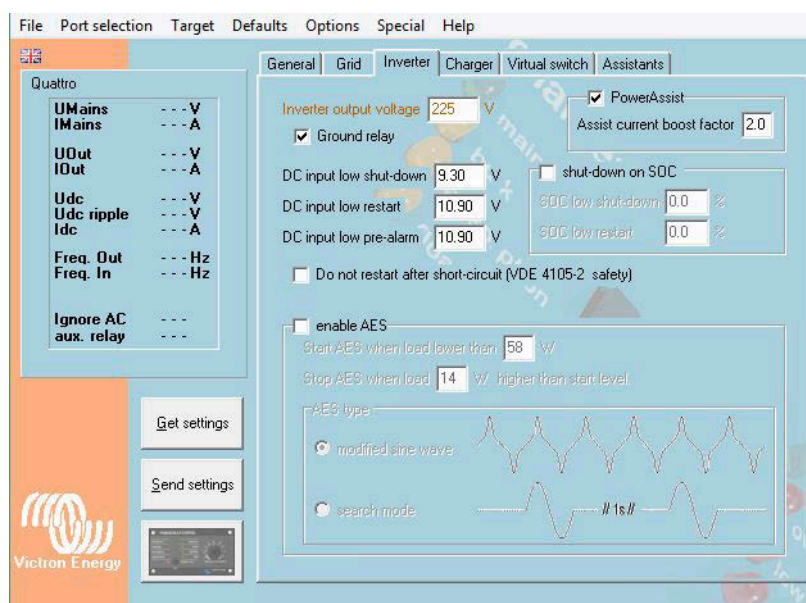 File Port selection Target Defaults Options Special Help
General Grid Inverter Charger Virtual switch Assistants
Quattro
UMains - - - V
IMains - - - A
UOut - - - V
IOut - - - A
Udc - - - V
Udc ripple - - - V
Idc - - - A
Freq. Out - - - Hz
Freq. In - - - Hz
Ignore AC - - -
aux. relay - - -
Get settings
Send settings
Victron Energy
Inverter output voltage 225 V
Ground relay
PowerAssist
Assist current boost factor 2.0
DC input low shut-down 9.30 V
DC input low restart 10.90 V
DC input low pre-alarm 10.90 V
shut-down on SOC
SOC low shut-down 0.0 %
SOC low restart 0.0 %
Do not restart after short-circuit (VDE 4105-2 safety)
enable AES
Start AES when load lower than 58 W
Stop AES when load 14 W higher than start level
AES type
modified sine wave
search mode
// 1s //